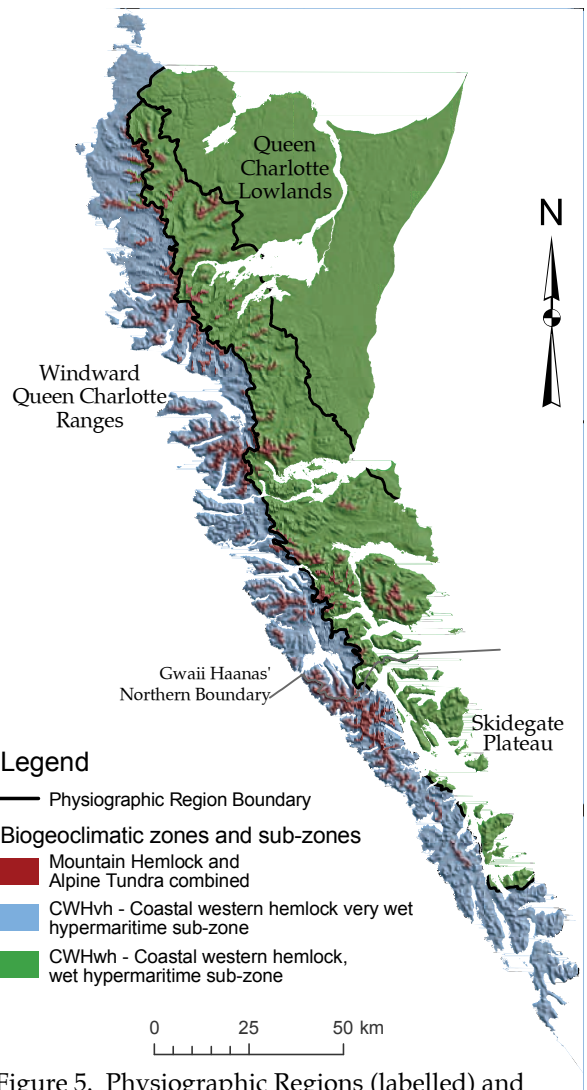 Queen
Charlotte
Lowlands
N
Windward
Queen Charlotte
Ranges
Gwaii Haanas'
Northern Boundary
Skidegate
Plateau
Legend
Physiographic Region Boundary
Biogeoclimatic zones and sub-zones
Mountain Hemlock and
Alpine Tundra combined
CWHvh - Coastal western hemlock very wet
hypermaritime sub-zone
CWHwh - Coastal western hemlock,
wet hypermaritime sub-zone
0 25 50 km
Figure 5. Physiographic Regions (labelled) and